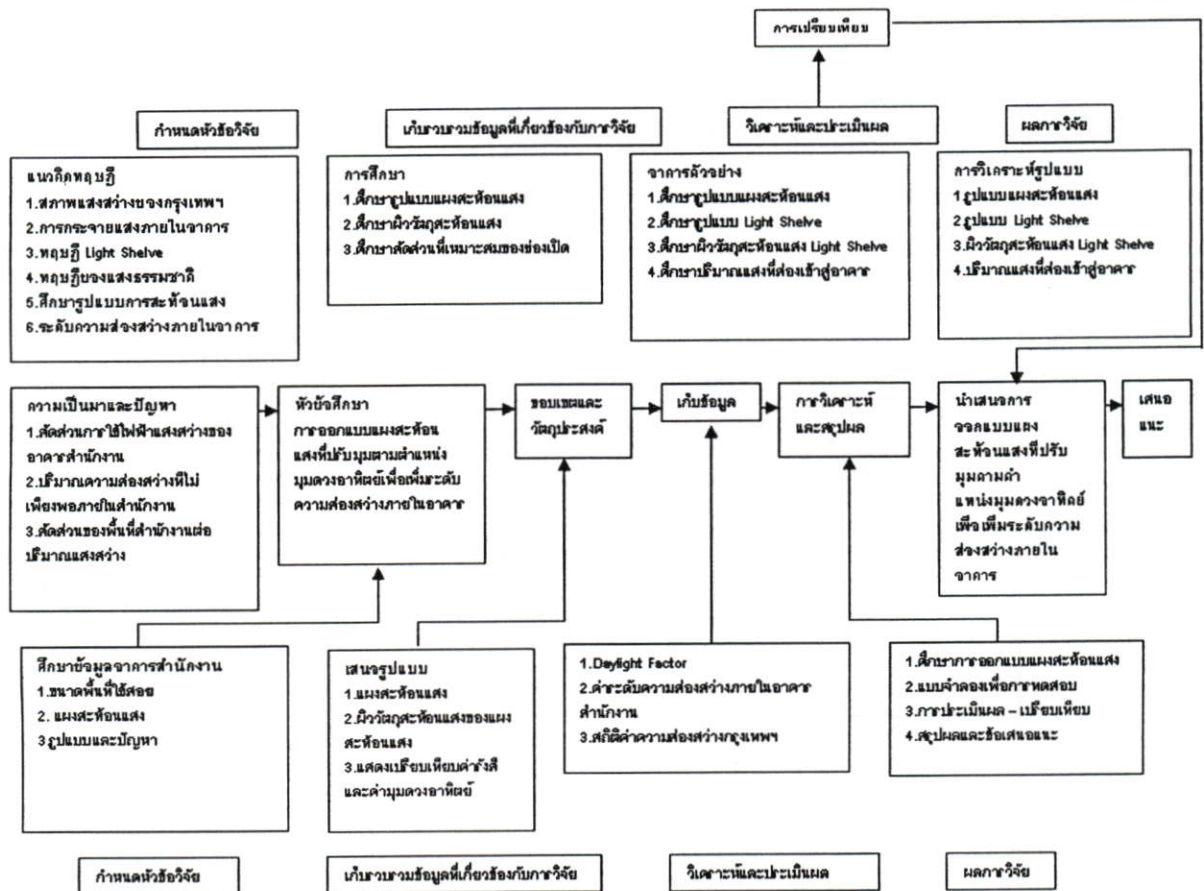 การเปรียบเทียบ
กำหนดหัวข้อวิจัย
เก็บรวบรวมข้อมูลที่เกี่ยวข้องกับการวิจัย
วิเคราะห์และประเมินผล
ผลการวิจัย
แนวคิดทฤษฎี
1.สภาพแสงสว่างของกรุงเทพฯ
2.การกระจายแสงภายในอาคาร
3.ทฤษฎี Light Shelve
4.ทฤษฎีของแสงธรรมชาติ
5.ศึกษารูปแบบการสะท้อนแสง
6.ระดับความส่องสว่างภายในอาคาร
การศึกษา
1.ศึกษารูปแบบแผงสะท้อนแสง
2.ศึกษาผิววัตถุสะท้อนแสง
3.ศึกษาสัดส่วนที่เหมาะสมของช่องเปิด
อาคารตัวอย่าง
1.ศึกษารูปแบบแผงสะท้อนแสง
2.ศึกษารูปแบบ Light Shelve
3.ศึกษาผิววัตถุสะท้อนแสง Light Shelve
4.ศึกษาปริมาณแสงที่ส่องเข้าสู่อาคาร
การวิเคราะห์รูปแบบ
1.รูปแบบแผงสะท้อนแสง
2.รูปแบบ Light Shelve
3.ผิววัตถุสะท้อนแสง Light Shelve
4.ปริมาณแสงที่ส่องเข้าสู่อาคาร
ความเป็นมาและปัญหา
1.สัดส่วนการใช้ไฟฟ้าแสงสว่างของ
อาคารสำนักงาน
2.ปริมาณความส่องสว่างที่ไม่
เพียงพอภายในสำนักงาน
3.สัดส่วนของพื้นที่สำนักงานต่อ
ปริมาณแสงสว่าง
หัวข้อศึกษา
การออกแบบแผงสะท้อน
แสงที่ปรับมุมตามตำแหน่ง
มุมดวงอาทิตย์เพื่อเพิ่มระดับ
ความส่องสว่างภายในอาคาร
ขอบเขตและ
วัตถุประสงค์
เก็บข้อมูล
การวิเคราะห์
และสรุปผล
นำเสนอการ
ออกแบบแผง
สะท้อนแสงที่ปรับ
มุมตามตำ
แหน่งมุมดวงอาทิตย์
เพื่อเพิ่มระดับความ
ส่องสว่างภายใน
อาคาร
เสนอ
แนะ
ศึกษาข้อมูลอาคารสำนักงาน
1.ขนาดพื้นที่ใช้สอย
2. แผงสะท้อนแสง
3 รูปแบบและปัญหา
เสนอรูปแบบ
1.แผงสะท้อนแสง
2.ผิววัตถุสะท้อนแสงของแผง
สะท้อนแสง
3.แสดงเปรียบเทียบค่ารังสี
และค่ามุมดวงอาทิตย์
1.Daylight Factor
2.ค่าระดับความส่องสว่างภายในอาคาร
สำนักงาน
3.สถิติค่าความส่องสว่างกรุงเทพฯ
1.ศึกษาการออกแบบแผงสะท้อนแสง
2.แบบจำลองเพื่อการทดสอบ
3.การประเมินผล – เปรียบเทียบ
4.สรุปผลและข้อเสนอแนะ
กำหนดหัวข้อวิจัย
เก็บรวบรวมข้อมูลที่เกี่ยวข้องกับการวิจัย
วิเคราะห์และประเมินผล
ผลการวิจัย